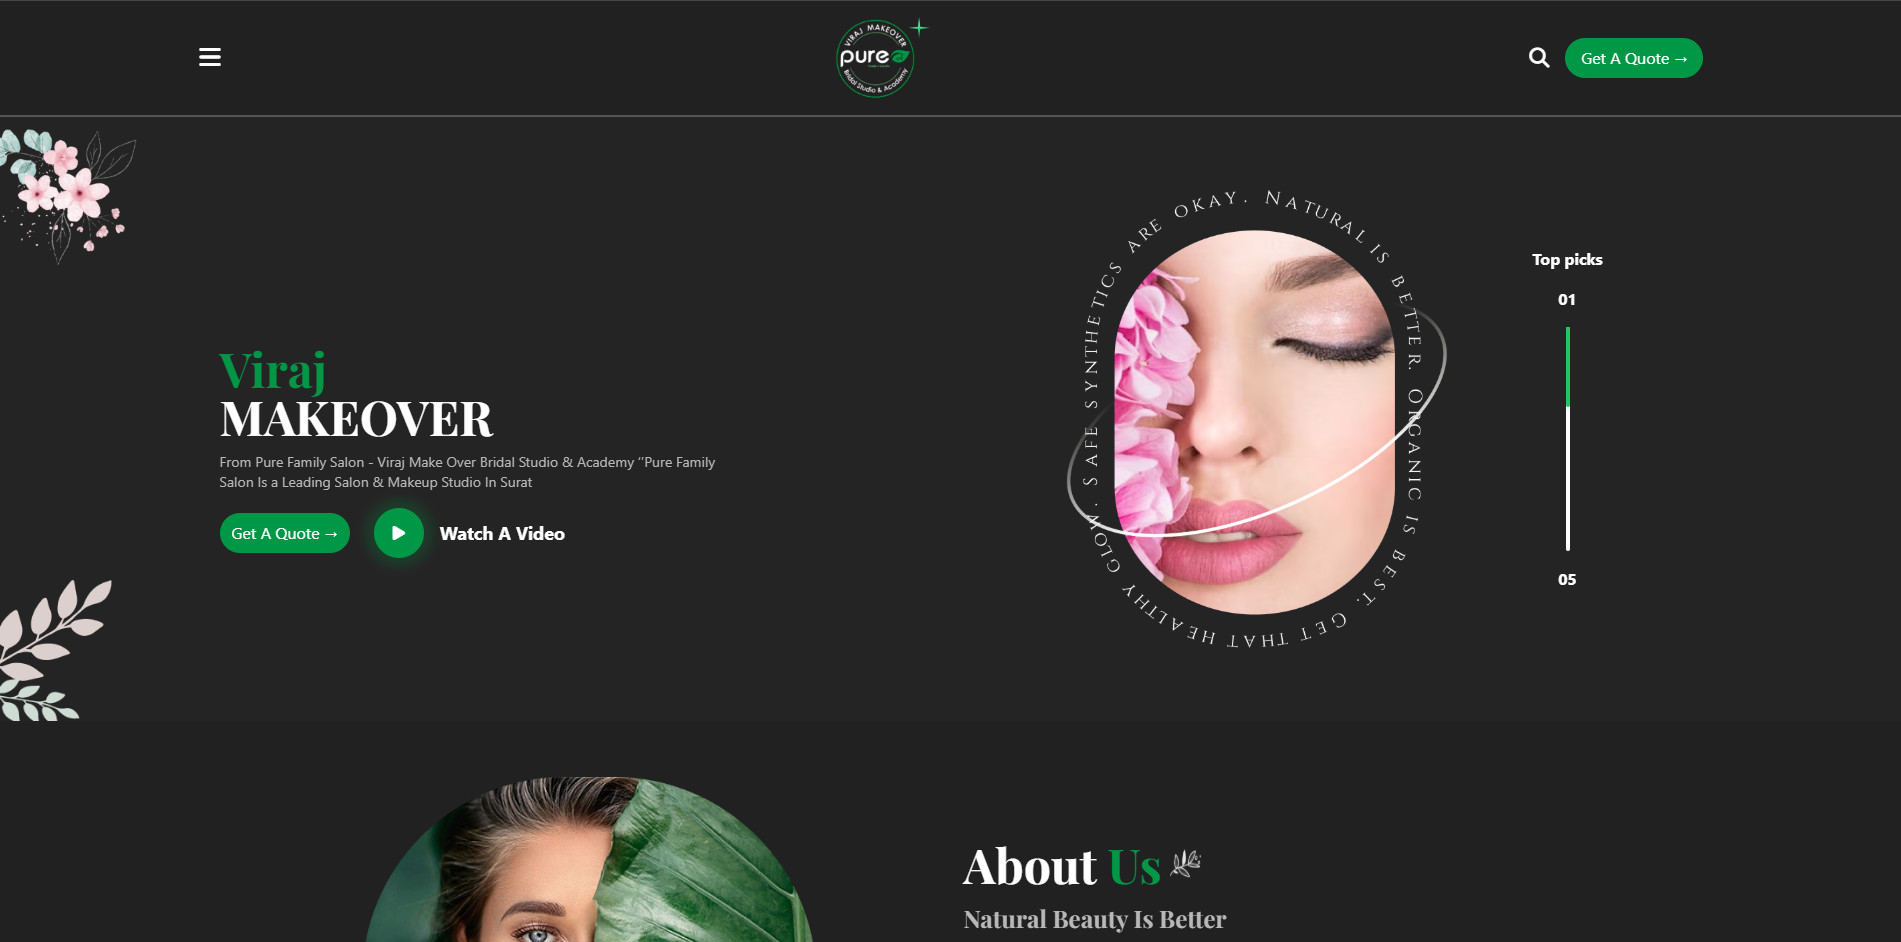 VIRAJ MAKEOVER
pure
Bridal Studio & Academy
Get A Quote →
NATURAL IS BETTER. ORGANIC IS BEST. GET THAT HEALTHY GLOW. SAFE SYNTHETICS ARE OKAY.
Top picks
01
05
Viraj
MAKEOVER
From Pure Family Salon - Viraj Make Over Bridal Studio & Academy ‘’Pure Family
Salon Is a Leading Salon & Makeup Studio In Surat
Get A Quote →
Watch A Video
About Us
Natural Beauty Is Better